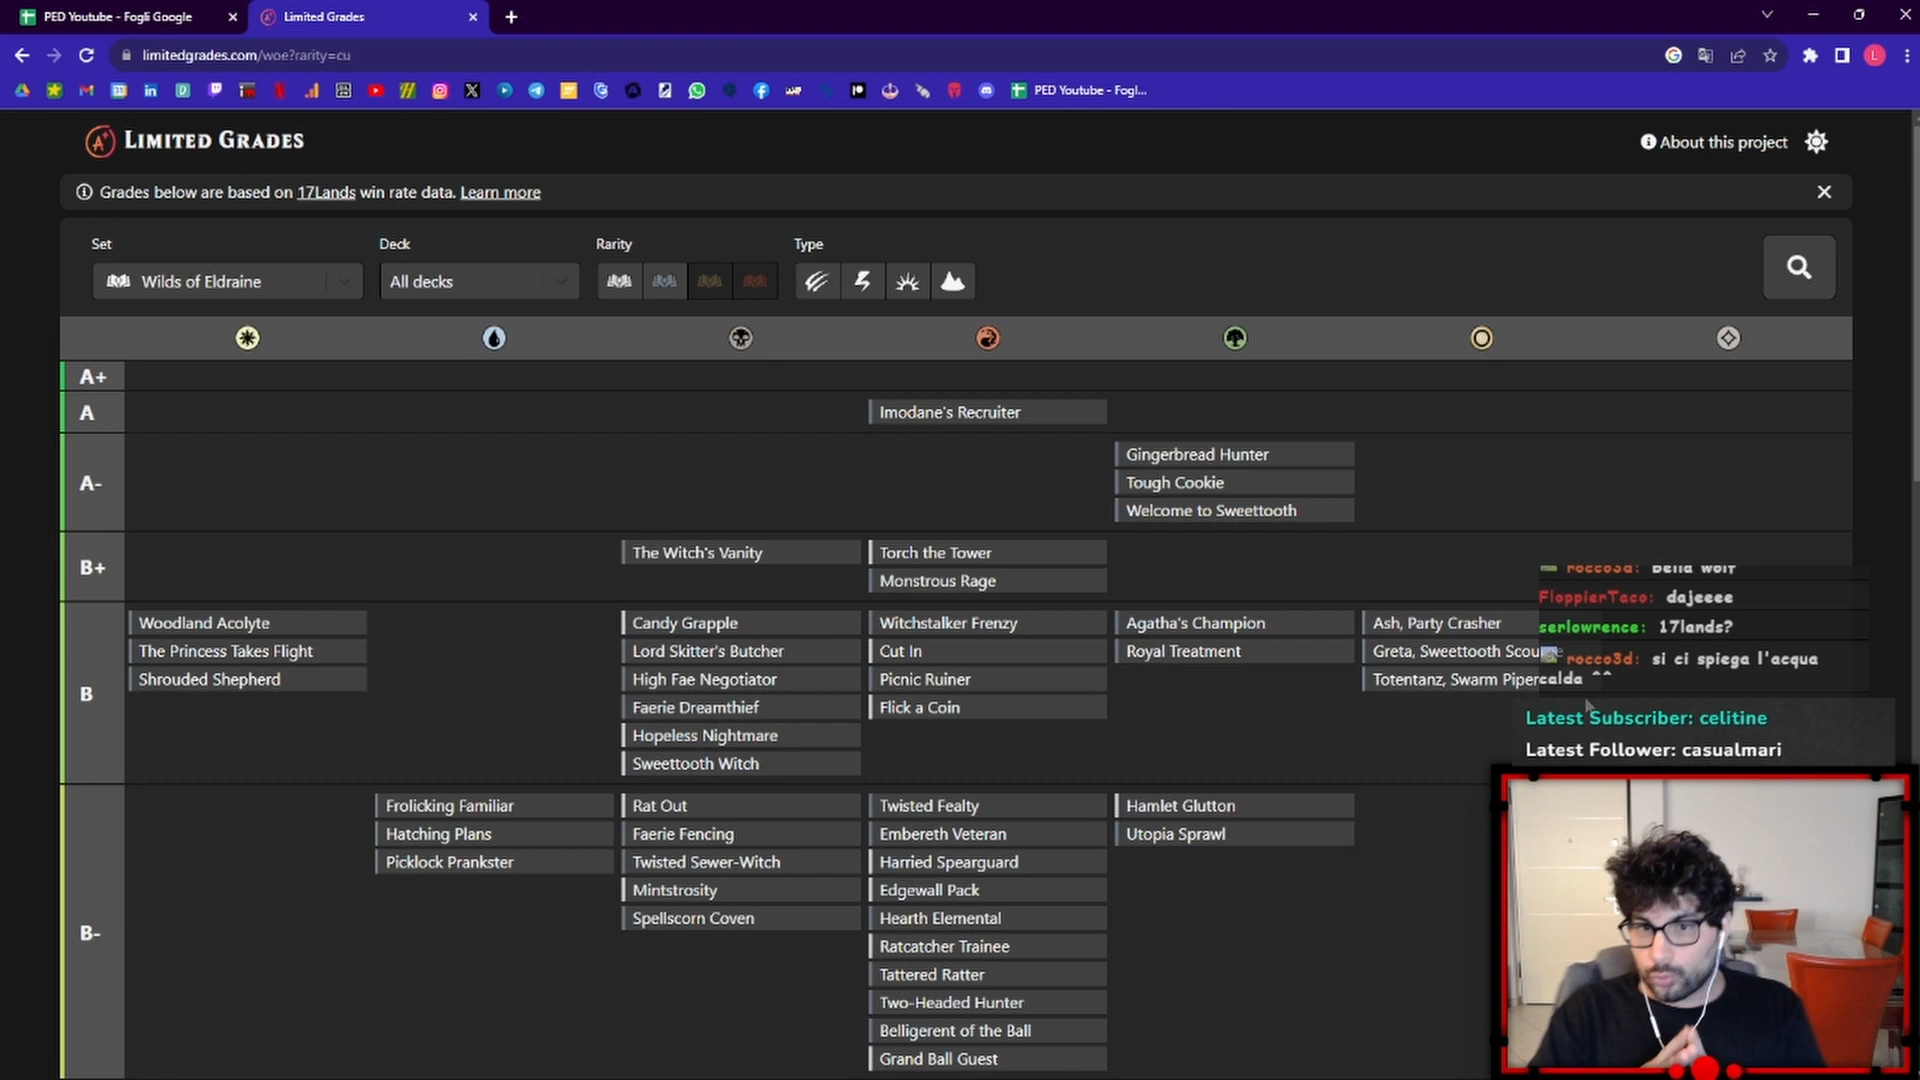 PED Youtube - Fogli Google
Limited Grades
limitedgrades.com/woe?rarity=cu
L
PED Youtube - Fogl...
LIMITED GRADES
About this project
Grades below are based on 17Lands win rate data. Learn more
Set
Deck
Rarity
Type
Wilds of Eldraine
All decks
A+
A
Imodane's Recruiter
A-
Gingerbread Hunter
Tough Cookie
Welcome to Sweettooth
B+
The Witch's Vanity
Torch the Tower
Monstrous Rage
B
Woodland Acolyte
The Princess Takes Flight
Shrouded Shepherd
Candy Grapple
Lord Skitter's Butcher
High Fae Negotiator
Faerie Dreamthief
Hopeless Nightmare
Sweettooth Witch
Witchstalker Frenzy
Cut In
Picnic Ruiner
Flick a Coin
Agatha's Champion
Royal Treatment
Ash, Party Crasher
Greta, Sweettooth Scou
Totentanz, Swarm Piper
B-
Frolicking Familiar
Hatching Plans
Picklock Prankster
Rat Out
Faerie Fencing
Twisted Sewer-Witch
Mintstrosity
Spellscorn Coven
Twisted Fealty
Embereth Veteran
Harried Spearguard
Edgewall Pack
Hearth Elemental
Ratcatcher Trainee
Tattered Ratter
Two-Headed Hunter
Belligerent of the Ball
Grand Ball Guest
Hamlet Glutton
Utopia Sprawl
rocco3d: bella wolf
FloppierTaco: dajeeee
serlowrence: 17lands?
rocco3d: si ci spiega l'acqua
calda ^^
Latest Subscriber: celitine
Latest Follower: casualmari